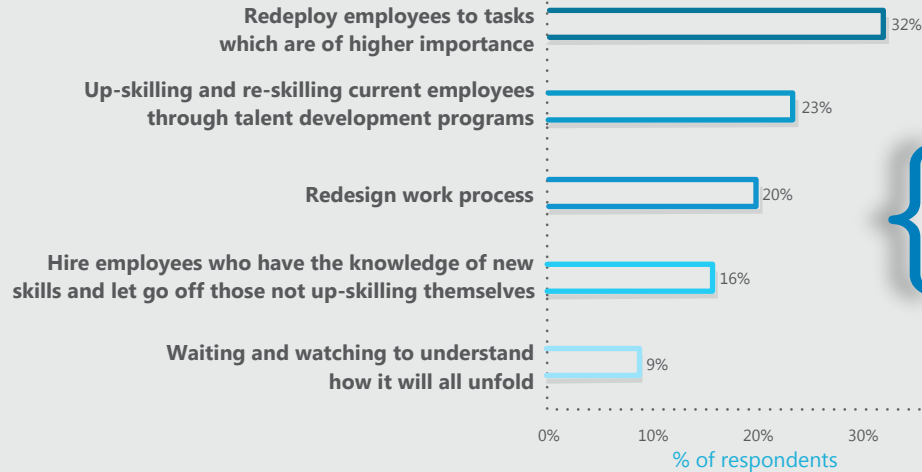 Redeploy employees to tasks
which are of higher importance
32%
Up-skilling and re-skilling current employees
through talent development programs
23%
Redesign work process
20%
Hire employees who have the knowledge of new
skills and let go off those not up-skilling themselves
16%
Waiting and watching to understand
how it will all unfold
9%
0% 10% 20% 30%
% of respondents